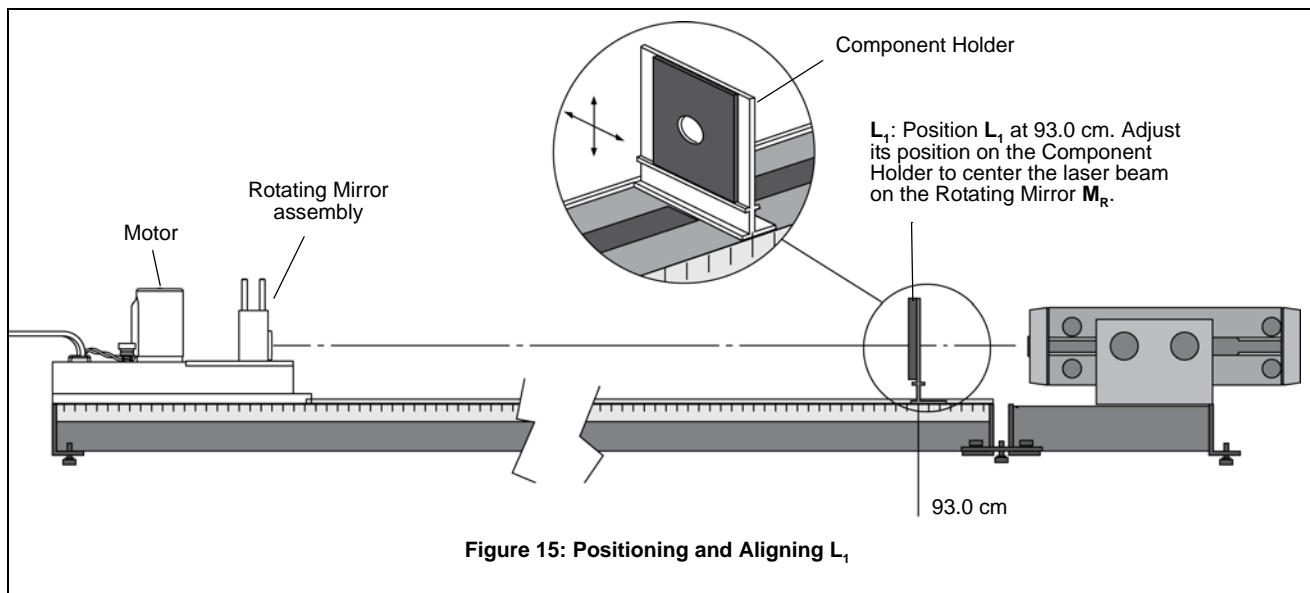 Component Holder
L₁: Position L₁ at 93.0 cm. Adjust
its position on the Component
Holder to center the laser beam
on the Rotating Mirror M_R.
Rotating Mirror
assembly
Motor
93.0 cm
Figure 15: Positioning and Aligning L₁